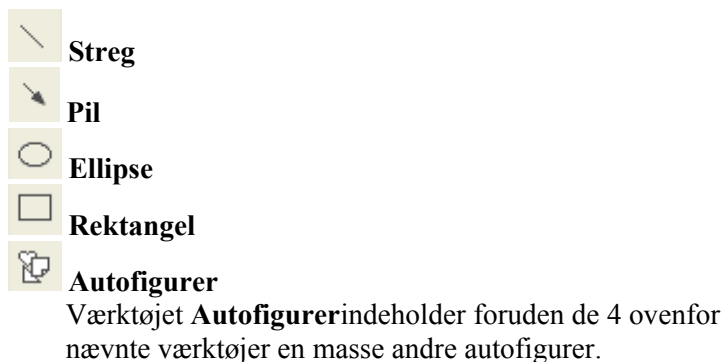 Streg
Pil
Ellipse
Rektangel
Autofigurer
Værktøjet Autofigurerindeholder foruden de 4 ovenfor
nævnte værktøjer en masse andre autofigurer.